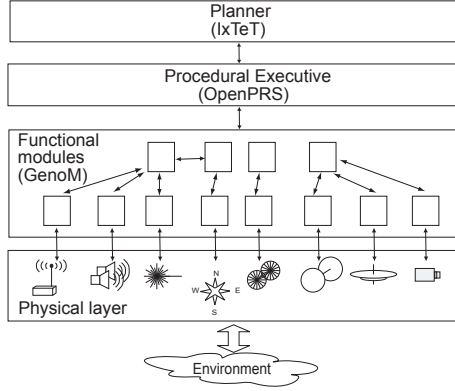 Planner
(IxTeT)
Procedural Executive
(OpenPRS)
Functional
modules
(GenoM)
N
W E
S
Physical layer
Environment